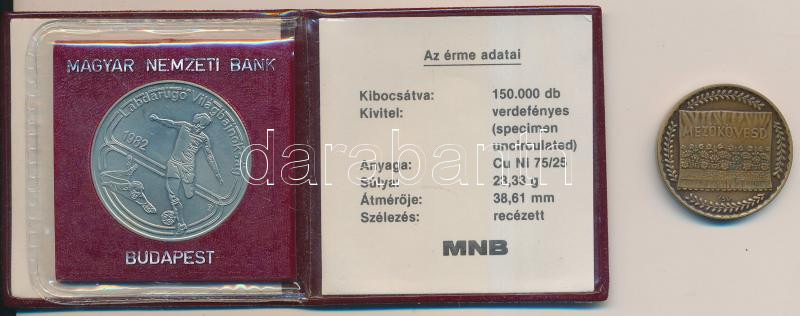 MAGYAR NEMZETI BANK
Labdarúgó Világbajnokság
1982
BUDAPEST
Az érme adatai
Kibocsátva: 150.000 db
Kivitel: verdefényes
(specimen
uncirculated)
Anyaga: Cu Ni 75/25
Súlya: 28,33 g
Átmérője: 38,61 mm
Szélezés: recézett
MNB
MEZŐKÖVESD
darabanth